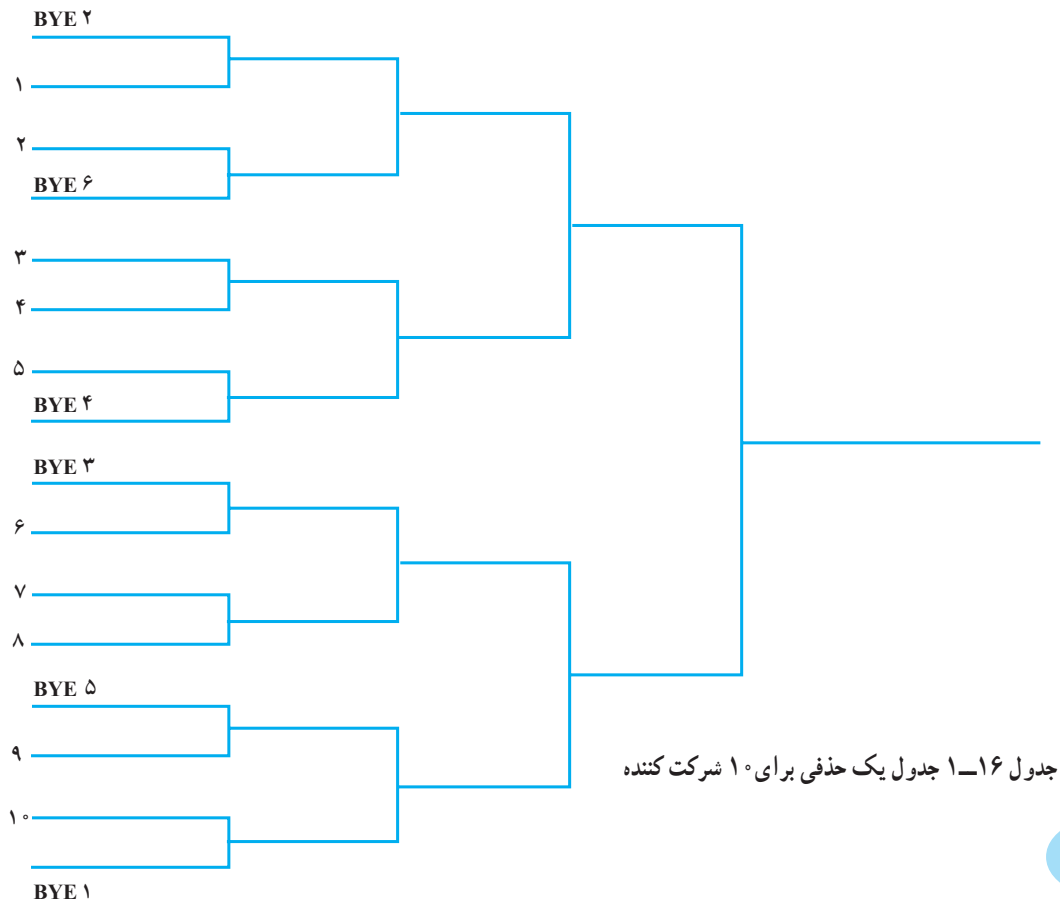 BYE ۲
۱
۲
BYE ۶
۳
۴
۵
BYE ۴
BYE ۳
۶
۷
۸
BYE ۵
۹
جدول ۱۶ــ۱ جدول یک حذفی برای ۱۰ شرکت کننده
۱۰
BYE ۱